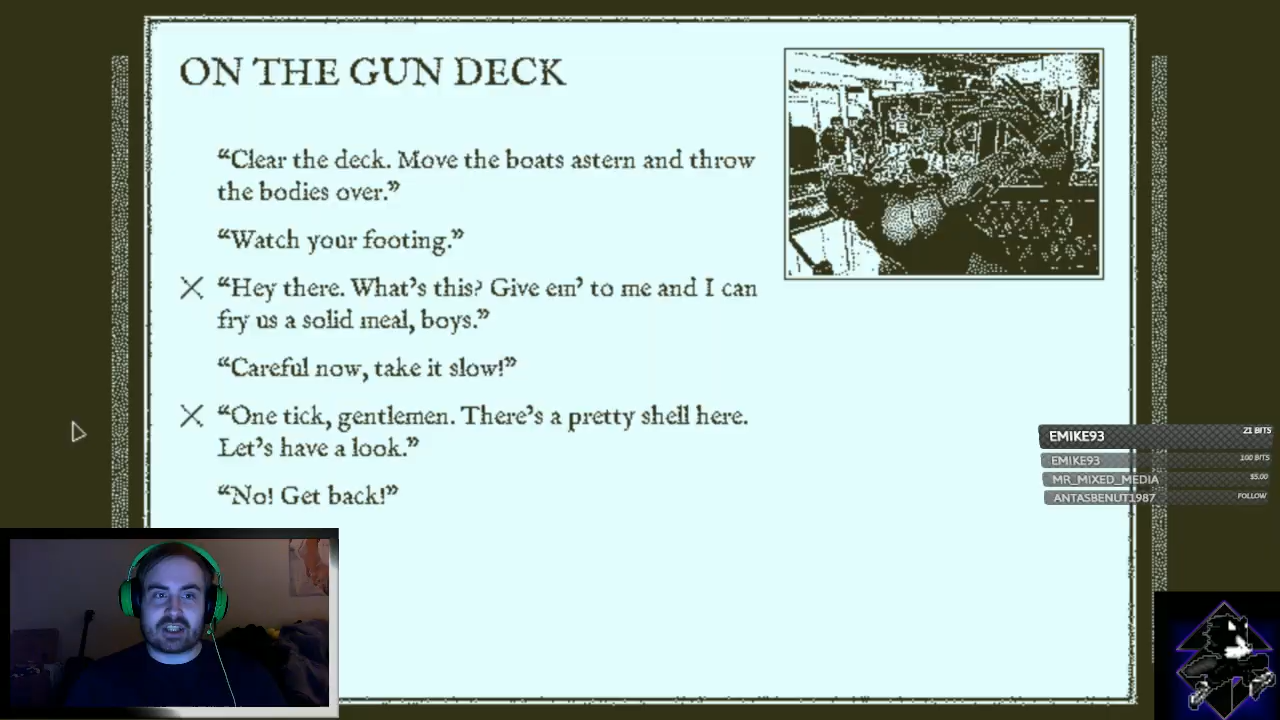 ON THE GUN DECK
“Clear the deck. Move the boats astern and throw
the bodies over.”
“Watch your footing.”
“Hey there. What’s this? Give em’ to me and I can
fry us a solid meal, boys.”
“Careful now, take it slow!”
“One tick, gentlemen. There’s a pretty shell here.
Let’s have a look.”
“No! Get back!”
EMIKE93 21 BITS
EMIKE93 100 BITS
MR_MIXED_MEDIA $5.00
ANTASBENUT1987 FOLLOW